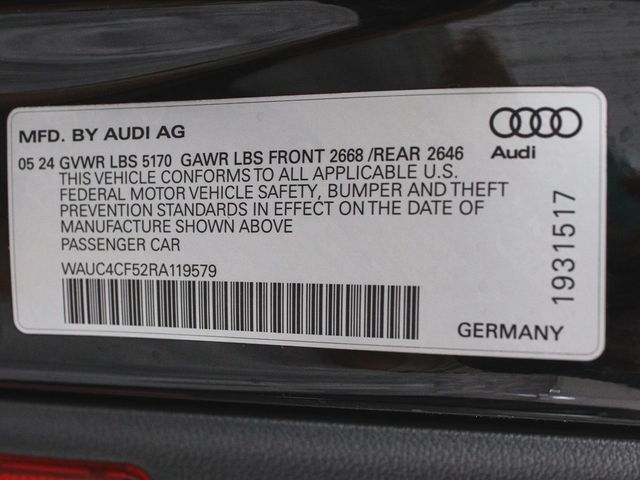 MFD. BY AUDI AG
05 24 GVWR LBS 5170 GAWR LBS FRONT 2668 /REAR 2646
THIS VEHICLE CONFORMS TO ALL APPLICABLE U.S.
FEDERAL MOTOR VEHICLE SAFETY, BUMPER AND THEFT
PREVENTION STANDARDS IN EFFECT ON THE DATE OF
MANUFACTURE SHOWN ABOVE
PASSENGER CAR
WAUC4CF52RA119579
Audi
1931517
GERMANY